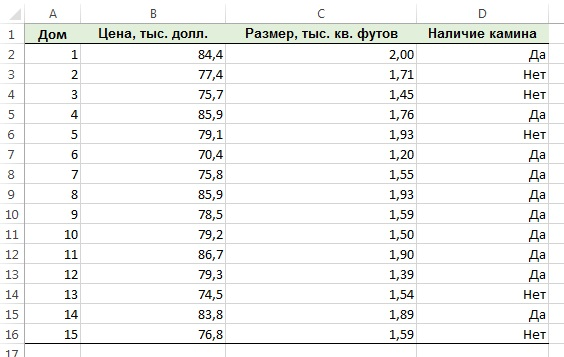 A B C D
1 Дом Цена, тыс. долл. Размер, тыс. кв. футов Наличие камина
2 1 84,4 2,00 Да
3 2 77,4 1,71 Нет
4 3 75,7 1,45 Нет
5 4 85,9 1,76 Да
6 5 79,1 1,93 Нет
7 6 70,4 1,20 Да
8 7 75,8 1,55 Да
9 8 85,9 1,93 Да
10 9 78,5 1,59 Да
11 10 79,2 1,50 Да
12 11 86,7 1,90 Да
13 12 79,3 1,39 Да
14 13 74,5 1,54 Нет
15 14 83,8 1,89 Да
16 15 76,8 1,59 Нет
17